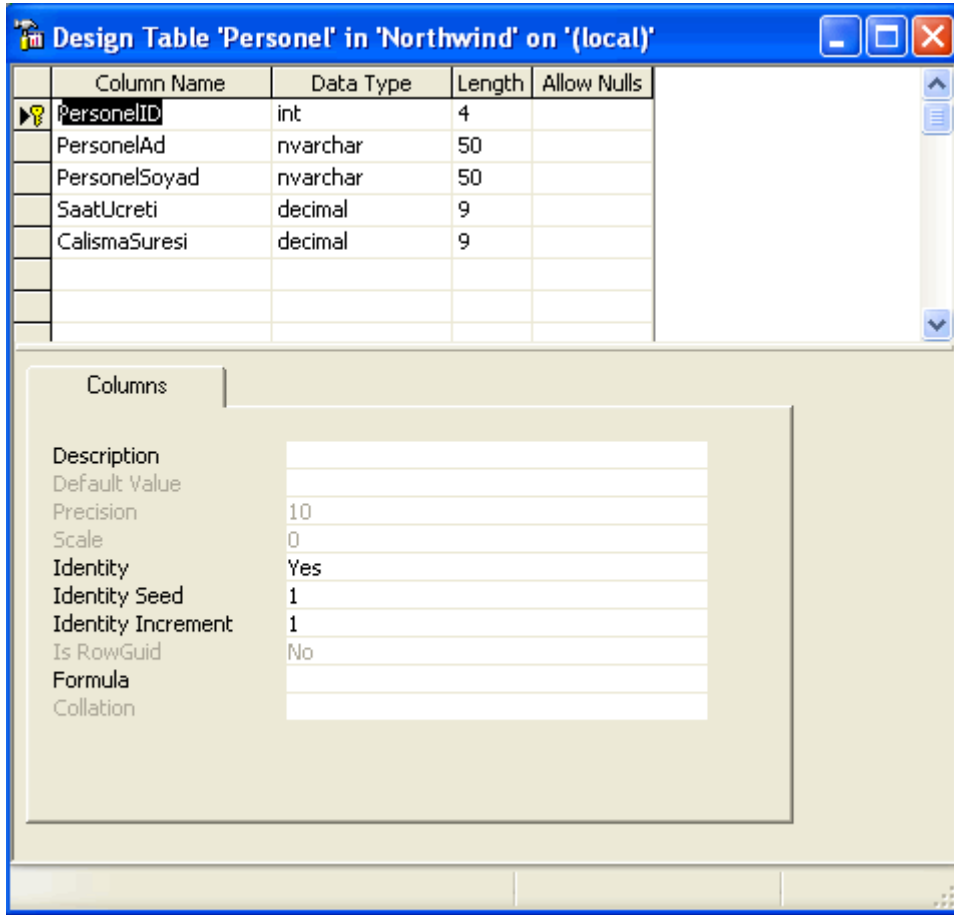 Design Table 'Personel' in 'Northwind' on '(local)'
Column Name Data Type Length Allow Nulls
PersonelID int 4
PersonelAd nvarchar 50
PersonelSoyad nvarchar 50
SaatUcreti decimal 9
CalismaSuresi decimal 9
Columns
Description
Default Value
Precision 10
Scale 0
Identity Yes
Identity Seed 1
Identity Increment 1
Is RowGuid No
Formula
Collation